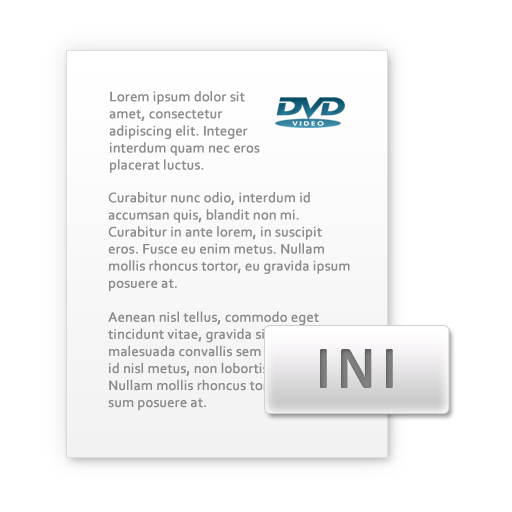 Lorem ipsum dolor sit
amet, consectetur
adipiscing elit. Integer
interdum quam nec eros
placerat luctus.
DVD
VIDEO
Curabitur nunc odio, interdum id
accumsan quis, blandit non mi.
Curabitur in ante lorem, in suscipit
eros. Fusce eu enim metus. Nullam
mollis rhoncus tortor, eu gravida ipsum
posuere at.
Aenean nisl tellus, commodo eget
tincidunt vitae, gravida
malesuada convallis sem
id nisl metus, non
Nullam mollis rhoncus
sum posuere at.
INI